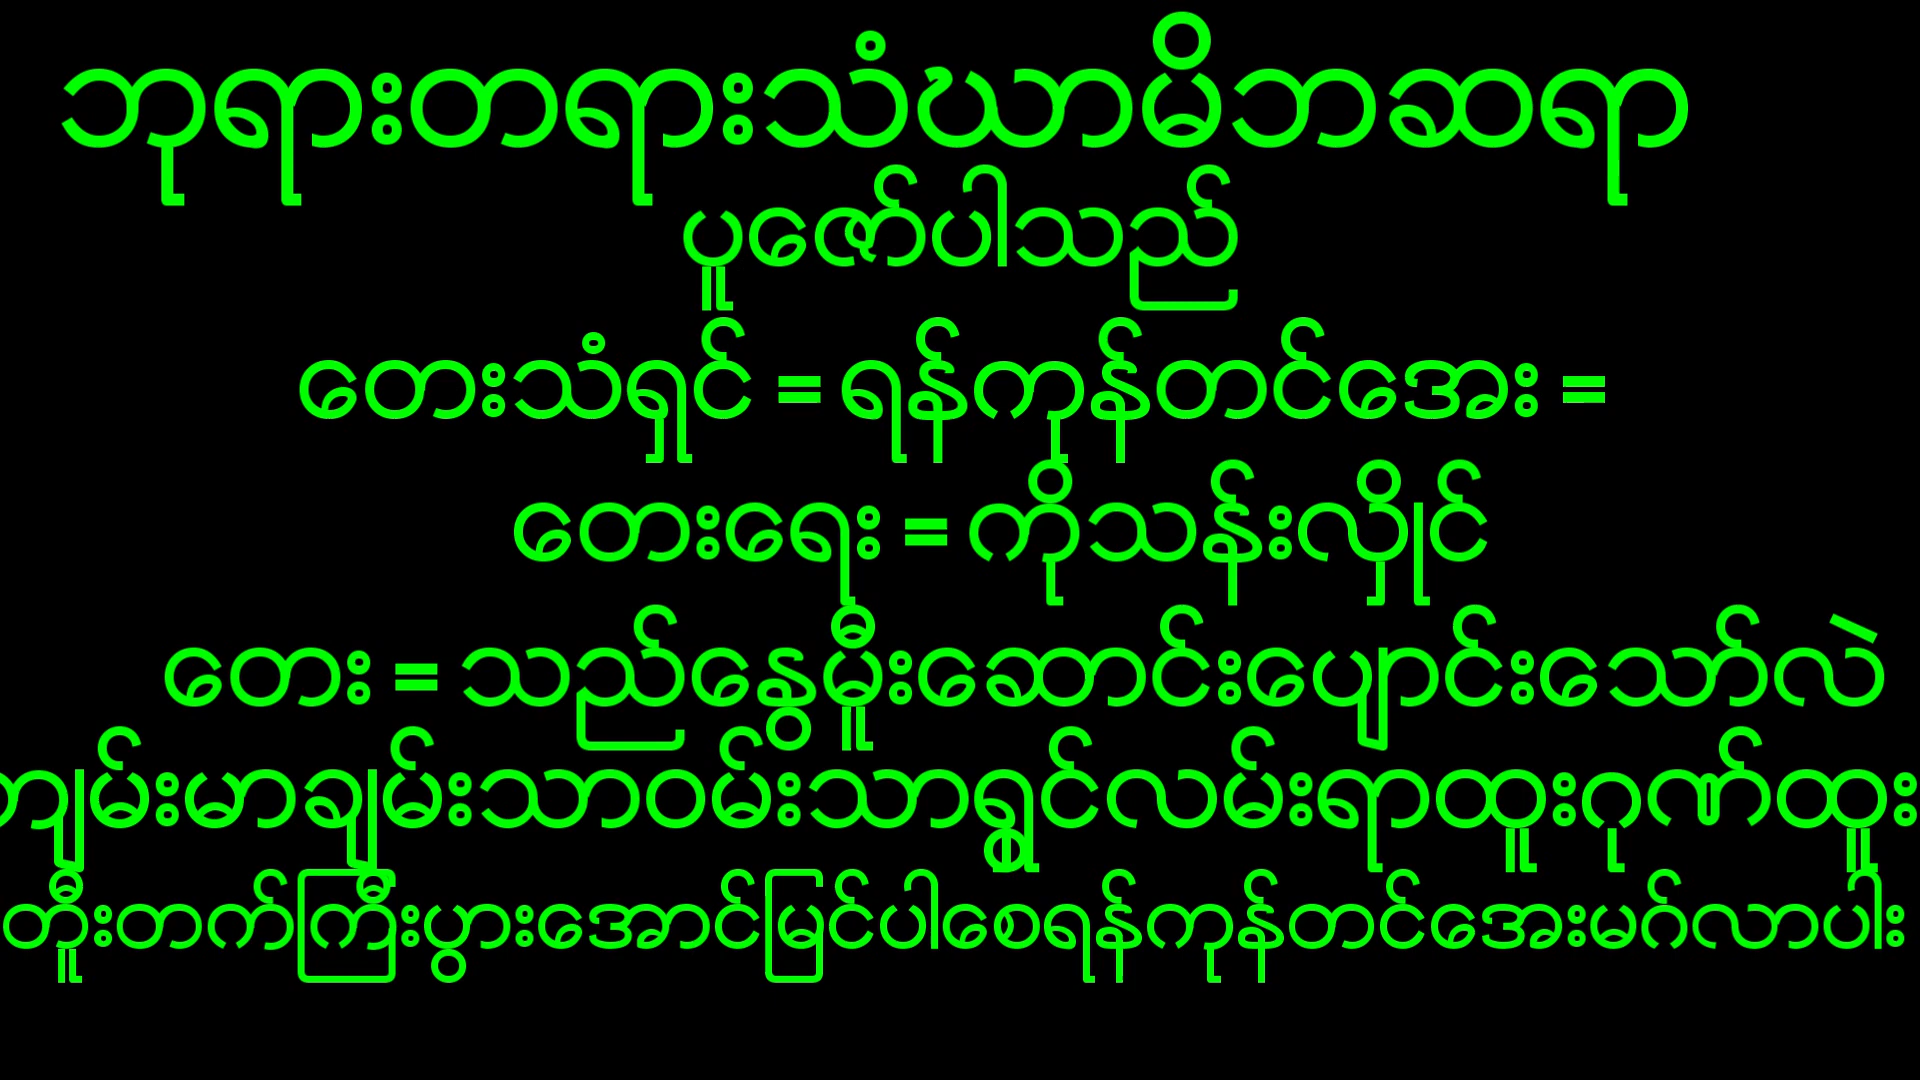 ဘုရားတရားသံဃာမိဘဆရာ
ပူဇော်ပါသည်
တေးသံရှင် = ရန်ကုန်တင်အေး =
တေးရေး = ကိုသန်းလှိုင်
တေး = သည်နွေမိူးဆောင်းပျောင်းသော်လဲ
ကျမ်းမာချမ်းသာဝမ်းသာရွှင်လမ်းရာထူးဂုဏ်ထူး
တိူးတက်ကြီးပွားအောင်မြင်ပါစေရန်ကုန်တင်အေးမဂ်လာပါး